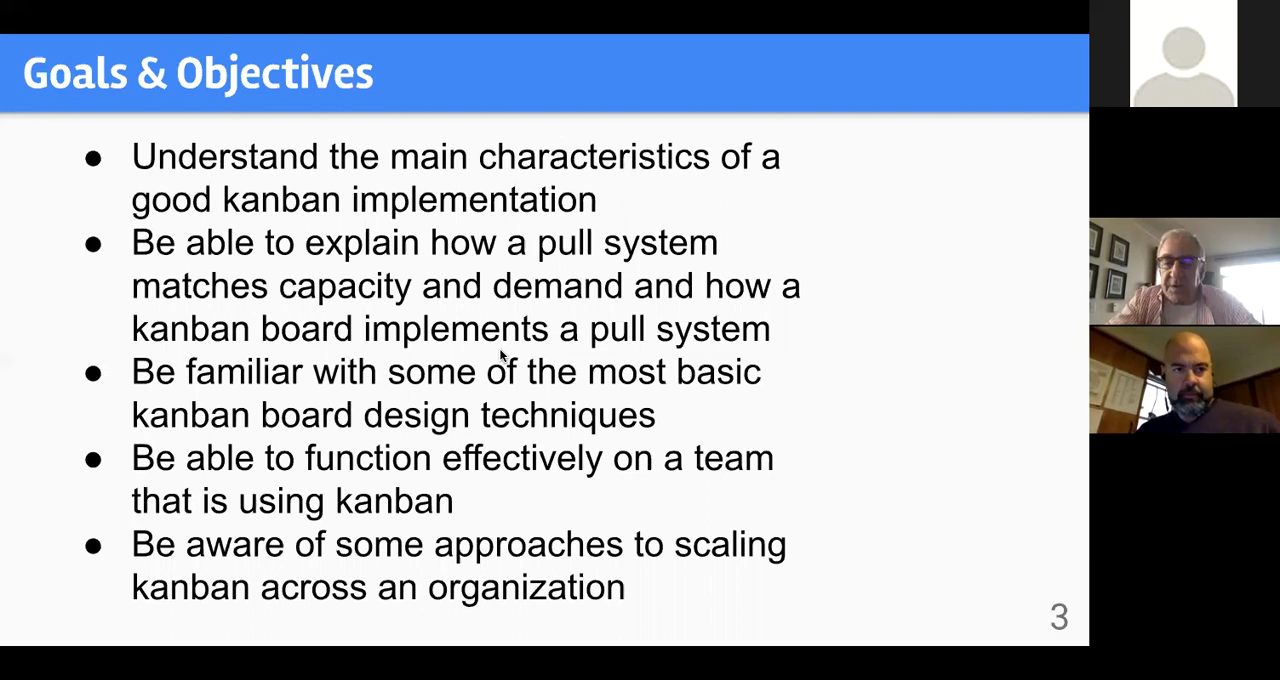 Goals & Objectives
● Understand the main characteristics of a
good kanban implementation
● Be able to explain how a pull system
matches capacity and demand and how a
kanban board implements a pull system
● Be familiar with some of the most basic
kanban board design techniques
● Be able to function effectively on a team
that is using kanban
● Be aware of some approaches to scaling
kanban across an organization
3